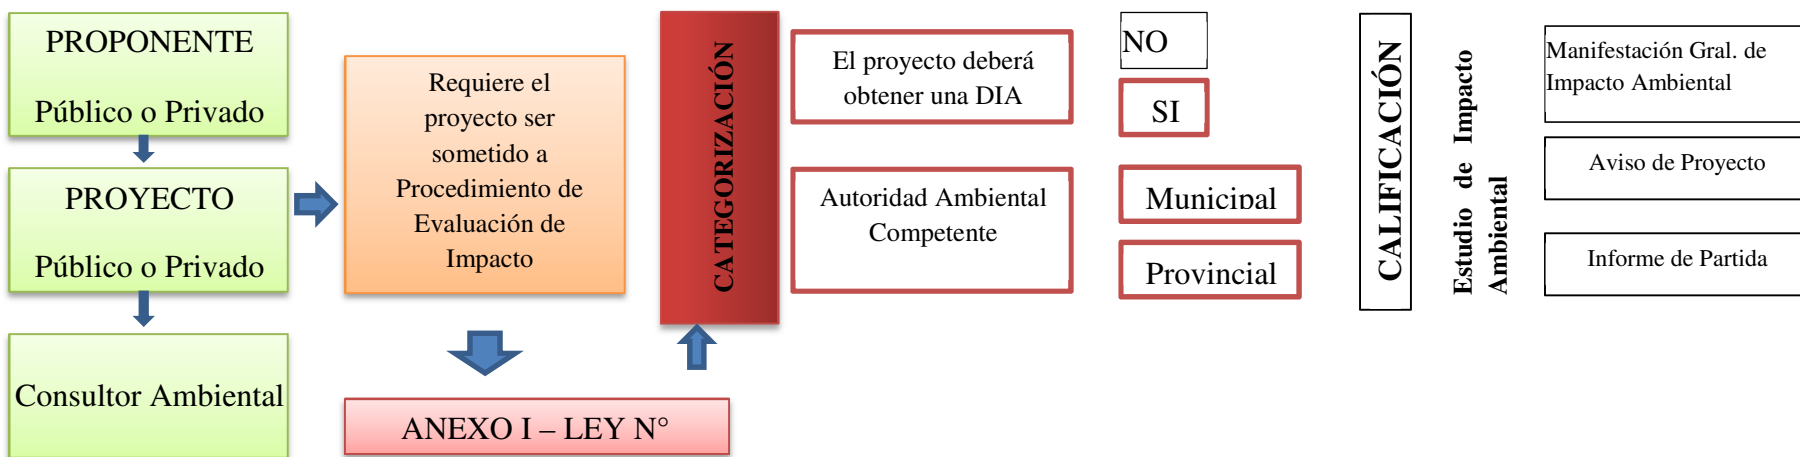 PROPONENTE
Público o Privado
PROYECTO
Público o Privado
Consultor Ambiental
Requiere el
proyecto ser
sometido a
Procedimiento de
Evaluación de
Impacto
ANEXO I – LEY N°
CATEGORIZACIÓN
El proyecto deberá
obtener una DIA
Autoridad Ambiental
Competente
NO
SI
Municipal
Provincial
CALIFICACIÓN
Estudio de Impacto
Ambiental
Manifestación Gral. de
Impacto Ambiental
Aviso de Proyecto
Informe de Partida